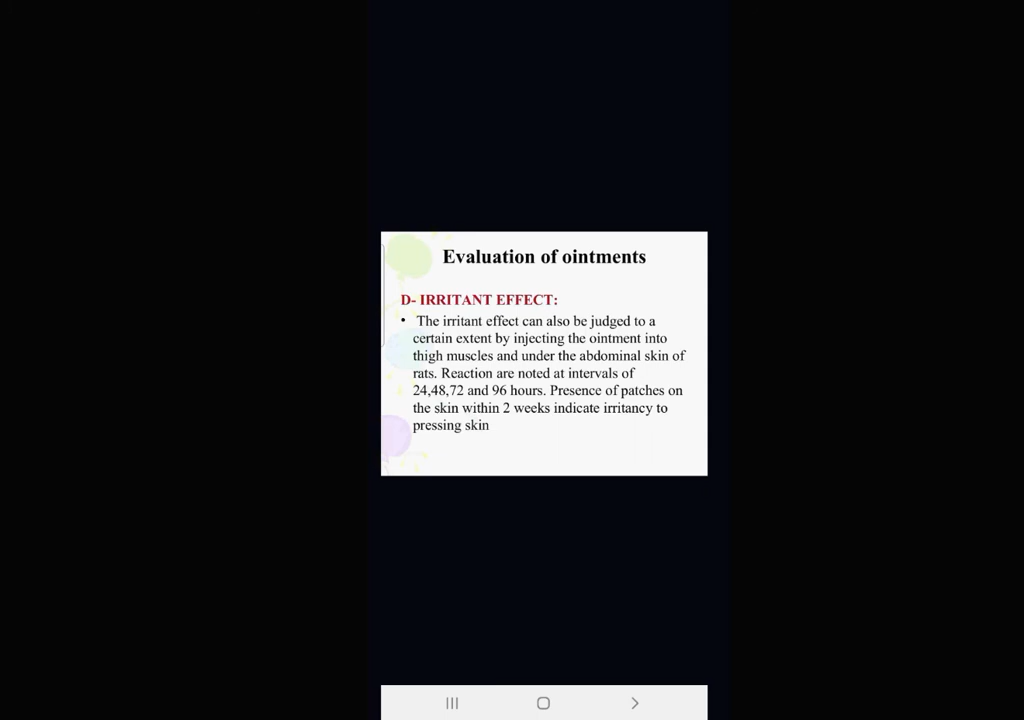 Evaluation of ointments
D- IRRITANT EFFECT:
• The irritant effect can also be judged to a
certain extent by injecting the ointment into
thigh muscles and under the abdominal skin of
rats. Reaction are noted at intervals of
24,48,72 and 96 hours. Presence of patches on
the skin within 2 weeks indicate irritancy to
pressing skin